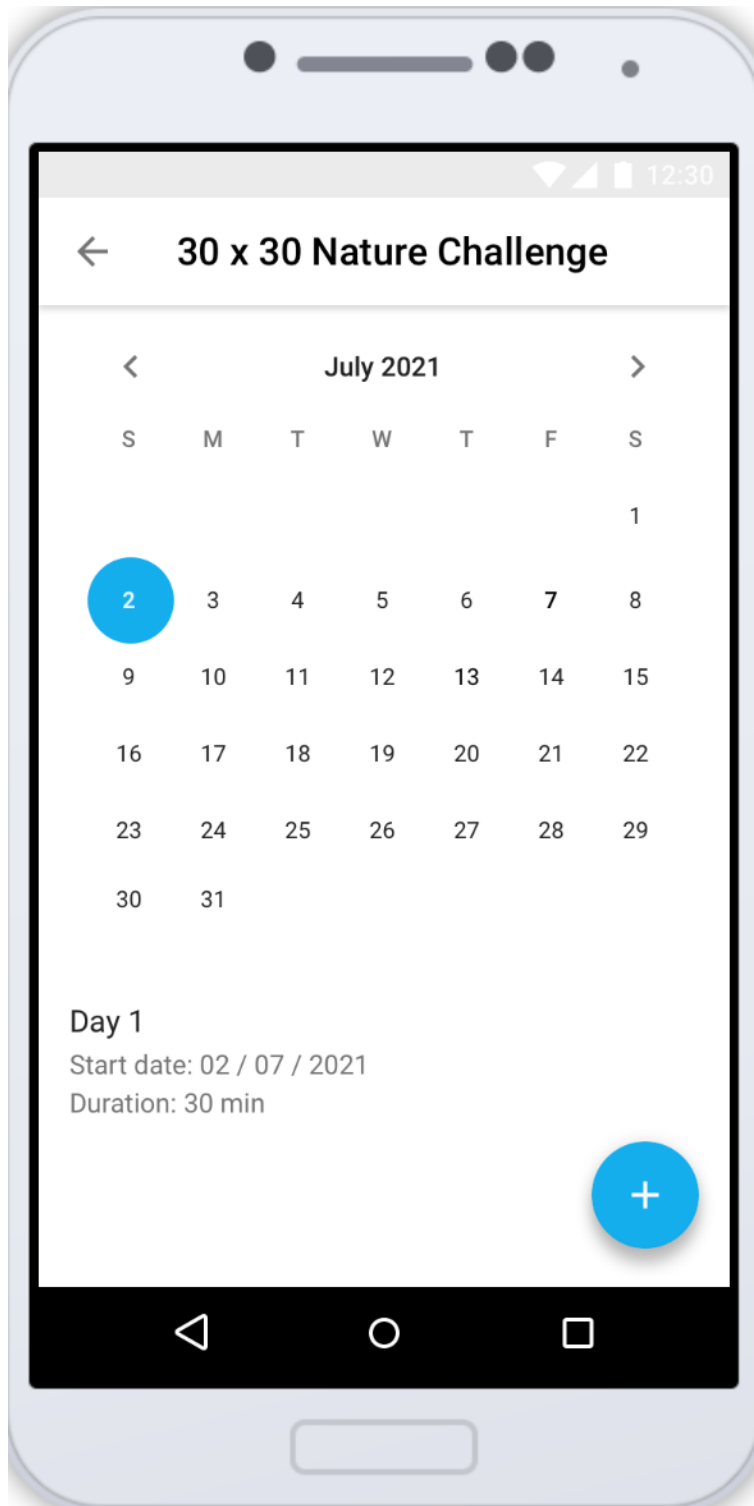 12:30
30 x 30 Nature Challenge
July 2021
S M T W T F S
1
2 3 4 5 6 7 8
9 10 11 12 13 14 15
16 17 18 19 20 21 22
23 24 25 26 27 28 29
30 31
Day 1
Start date: 02 / 07 / 2021
Duration: 30 min
+